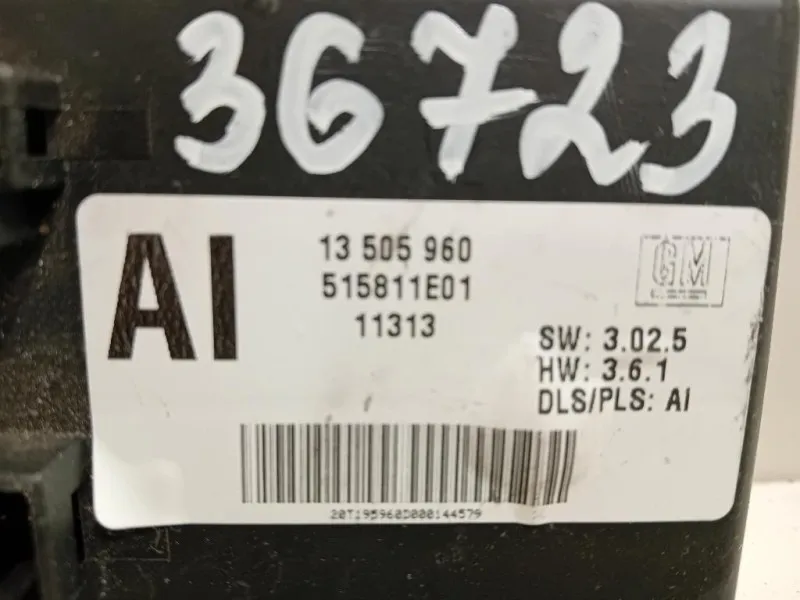 36723
AI
13 505 960
515811E01
11313
GM
SW: 3.02.5
HW: 3.6.1
DLS/PLS: AI
20T195960D000144579